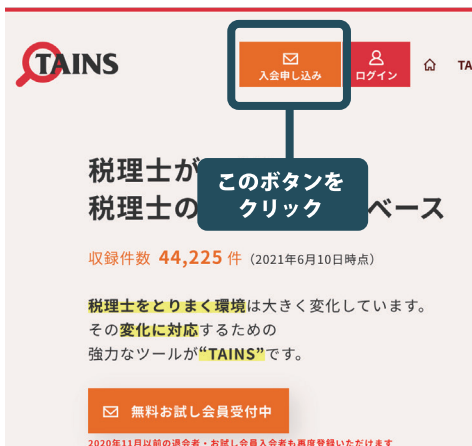 TAINS
入会申し込み
ログイン
TA
税理士が
税理士の
ベース
このボタンを
クリック
収録件数 44,225 件（2021年6月10日時点）
税理士をとりまく環境は大きく変化しています。
その変化に対応するための
強力なツールが“TAINS”です。
無料お試し会員受付中
2020年11月以前の退会者・お試し会員入会者も再度登録いただけます